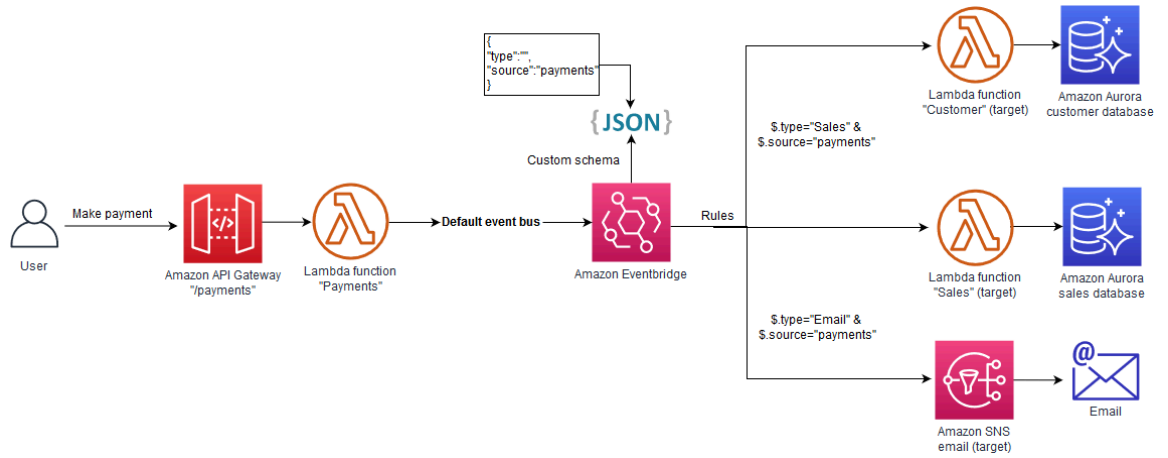 {
"type":"",
"source":"payments"
}
{JSON}
Custom schema
Lambda function
"Customer" (target)
Amazon Aurora
customer database
$.type="Sales" &
$.source="payments"
Make payment
Default event bus
Rules
User
Amazon API Gateway
"/payments"
Lambda function
"Payments"
Amazon Eventbridge
Lambda function
"Sales" (target)
Amazon Aurora
sales database
$.type="Email" &
$.source="payments"
</>
@
Amazon SNS
email (target)
Email